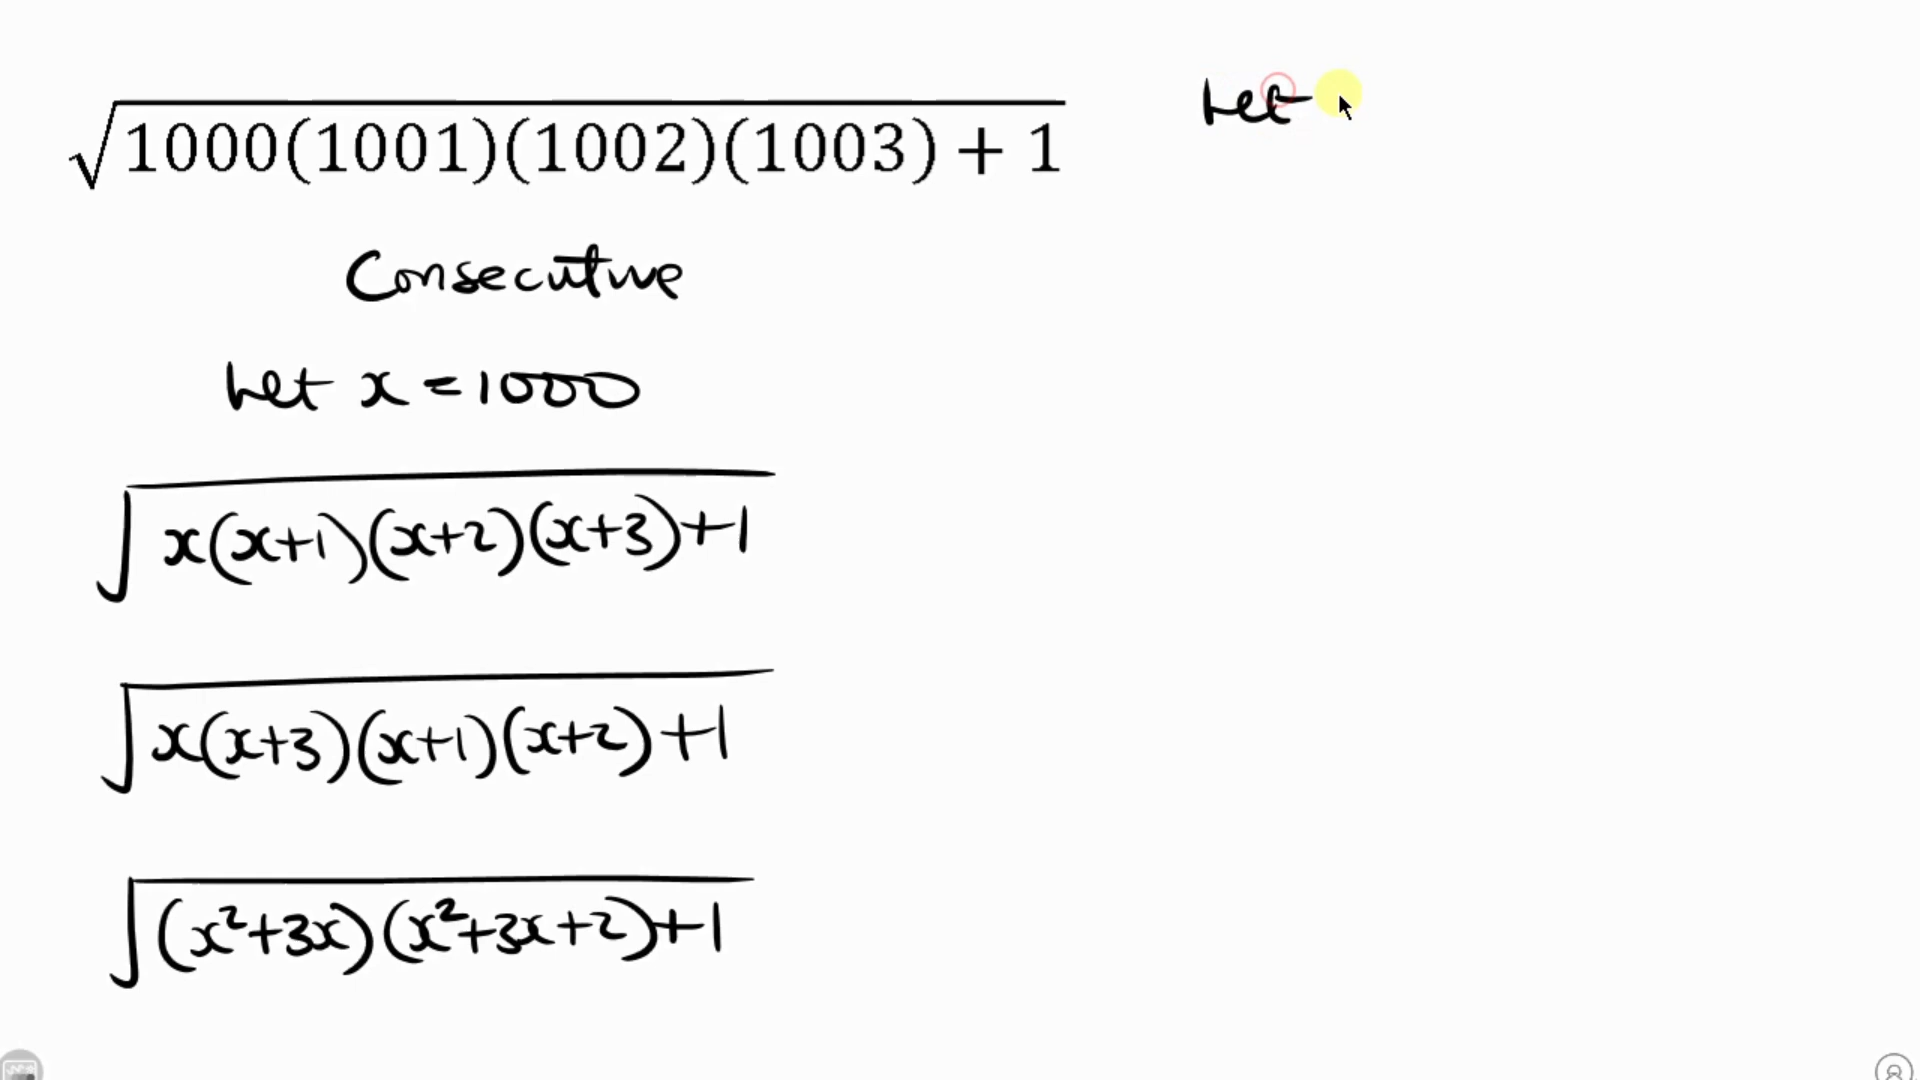 √1000(1001)(1002)(1003) + 1
Consecutive
Let x = 1000
√x(x+1)(x+2)(x+3)+1
√x(x+3)(x+1)(x+2)+1
√(x²+3x)(x²+3x+2)+1
Let